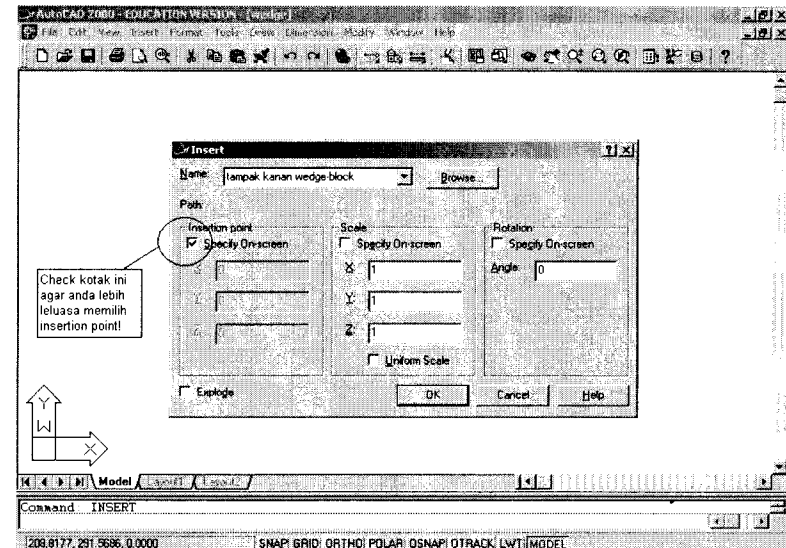 AutoCAD 2000 - EDUCATION VERSION
File Edit View Insert Format Tools Draw Dimension Modify Window Help
Insert
Name: tampak kanan wedge-block Browse...
Path:
Insertion point
Specify On-screen
X: 0
Y: 0
Z: 0
Scale
Specify On-screen
X: 1
Y: 1
Z: 1
Uniform Scale
Rotation
Specify On-screen
Angle: 0
Explode
OK Cancel Help
Check kotak ini
agar anda lebih
leluasa memilih
insertion point!
Y
W
X
Model Layout1 Layout2
Command INSERT
209.8177, 291.5686, 0.0000 SNAP GRID ORTHO POLAR OSNAP OTRACK LWT MODEL